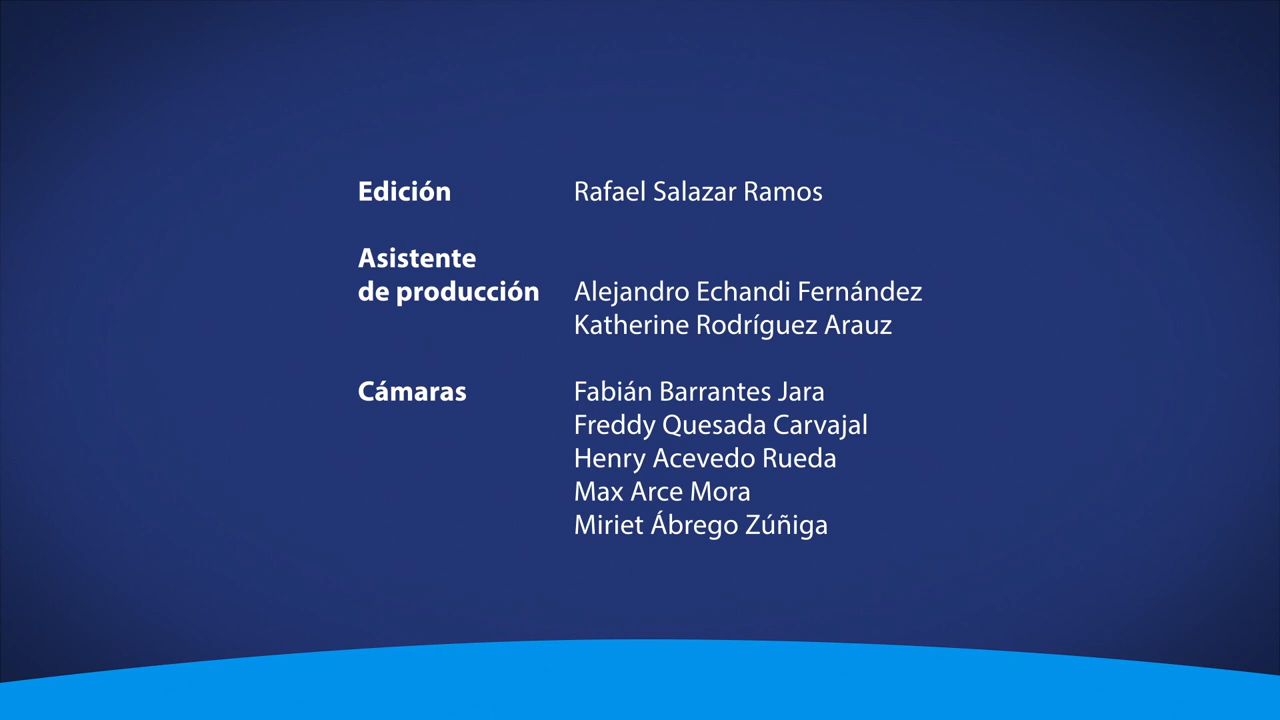 Edición Rafael Salazar Ramos
Asistente
de producción Alejandro Echandi Fernández
Katherine Rodríguez Arauz
Cámaras Fabián Barrantes Jara
Freddy Quesada Carvajal
Henry Acevedo Rueda
Max Arce Mora
Miriet Ábrego Zúñiga